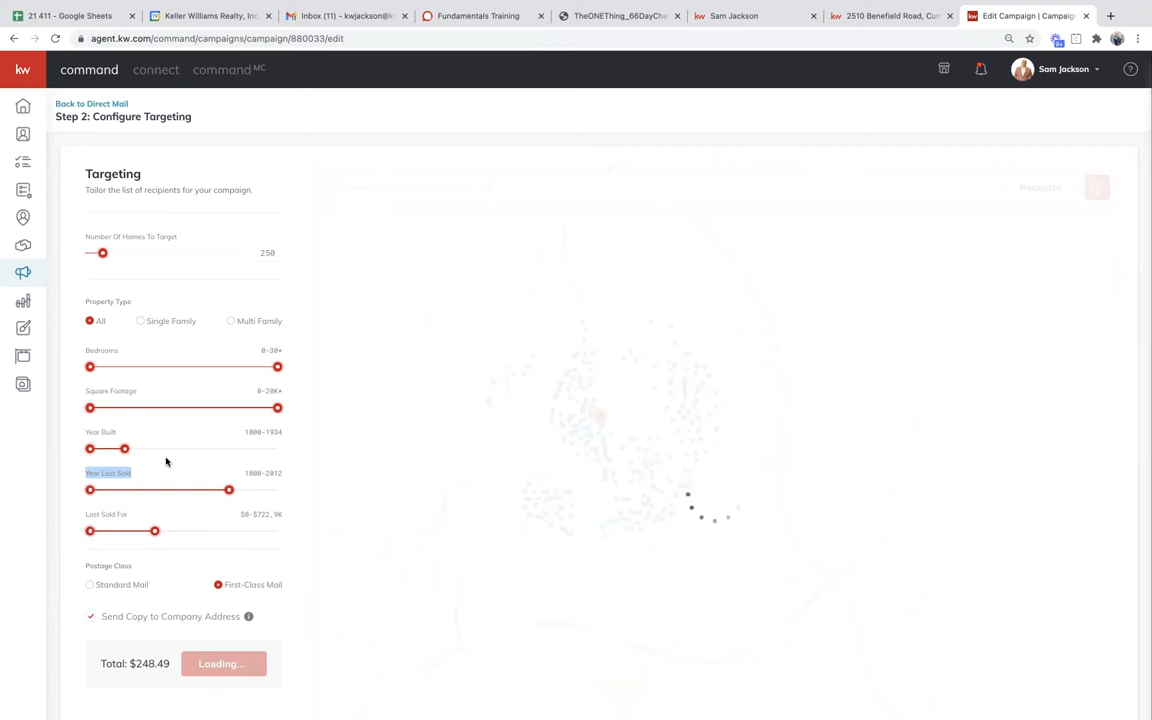 21 411 - Google Sheets
Keller Williams Realty, Inc.
Inbox (11) - kwjackson@k
Fundamentals Training
TheONEThing_66DayCha
Sam Jackson
2510 Benefield Road, Cum
Edit Campaign | Campaig
agent.kw.com/command/campaigns/campaign/880033/edit
9+
kw
command
connect
command MC
Sam Jackson
Back to Direct Mail
Step 2: Configure Targeting
Targeting
Tailor the list of recipients for your campaign.
Recenter
Number Of Homes To Target
250
Property Type
All
Single Family
Multi Family
Bedrooms
0-30+
Square Footage
0-20K+
Year Built
1800-1934
Year Last Sold
1800-2012
Last Sold For
$0-$722,9K
Postage Class
Standard Mail
First-Class Mail
Send Copy to Company Address
Total: $248.49
Loading...